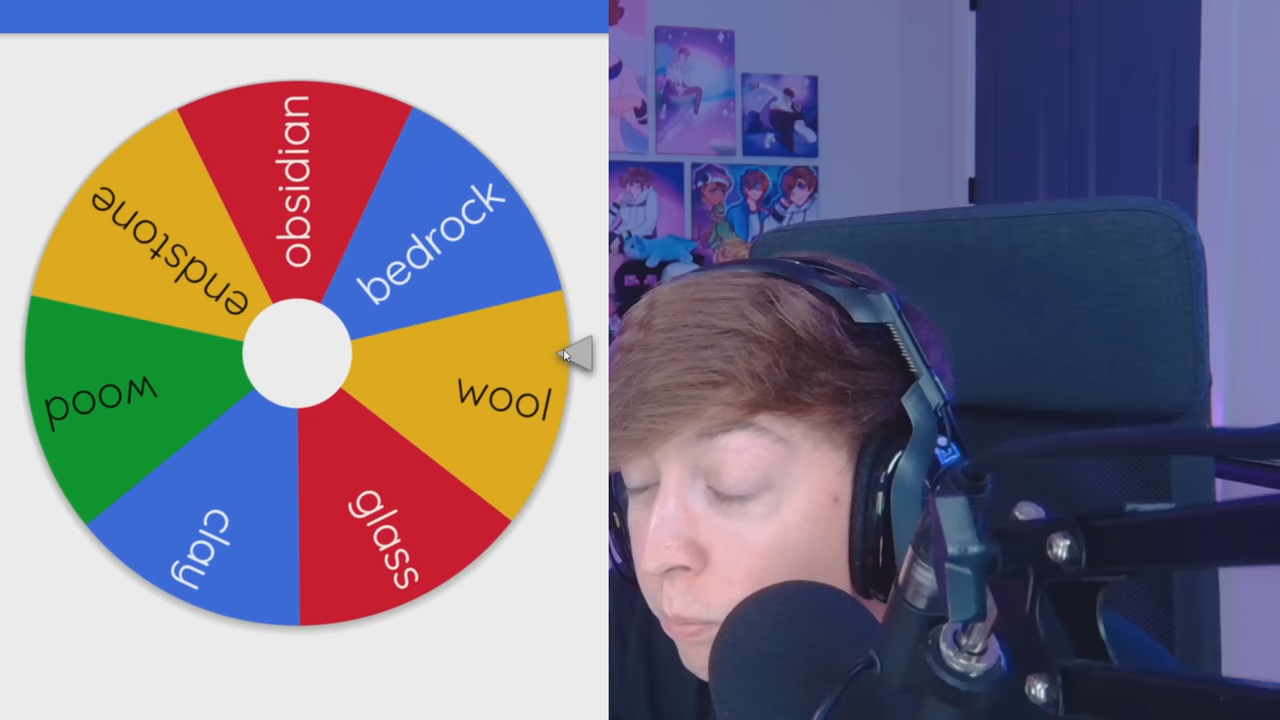 obsidian
bedrock
wool
glass
clay
wood
endstone